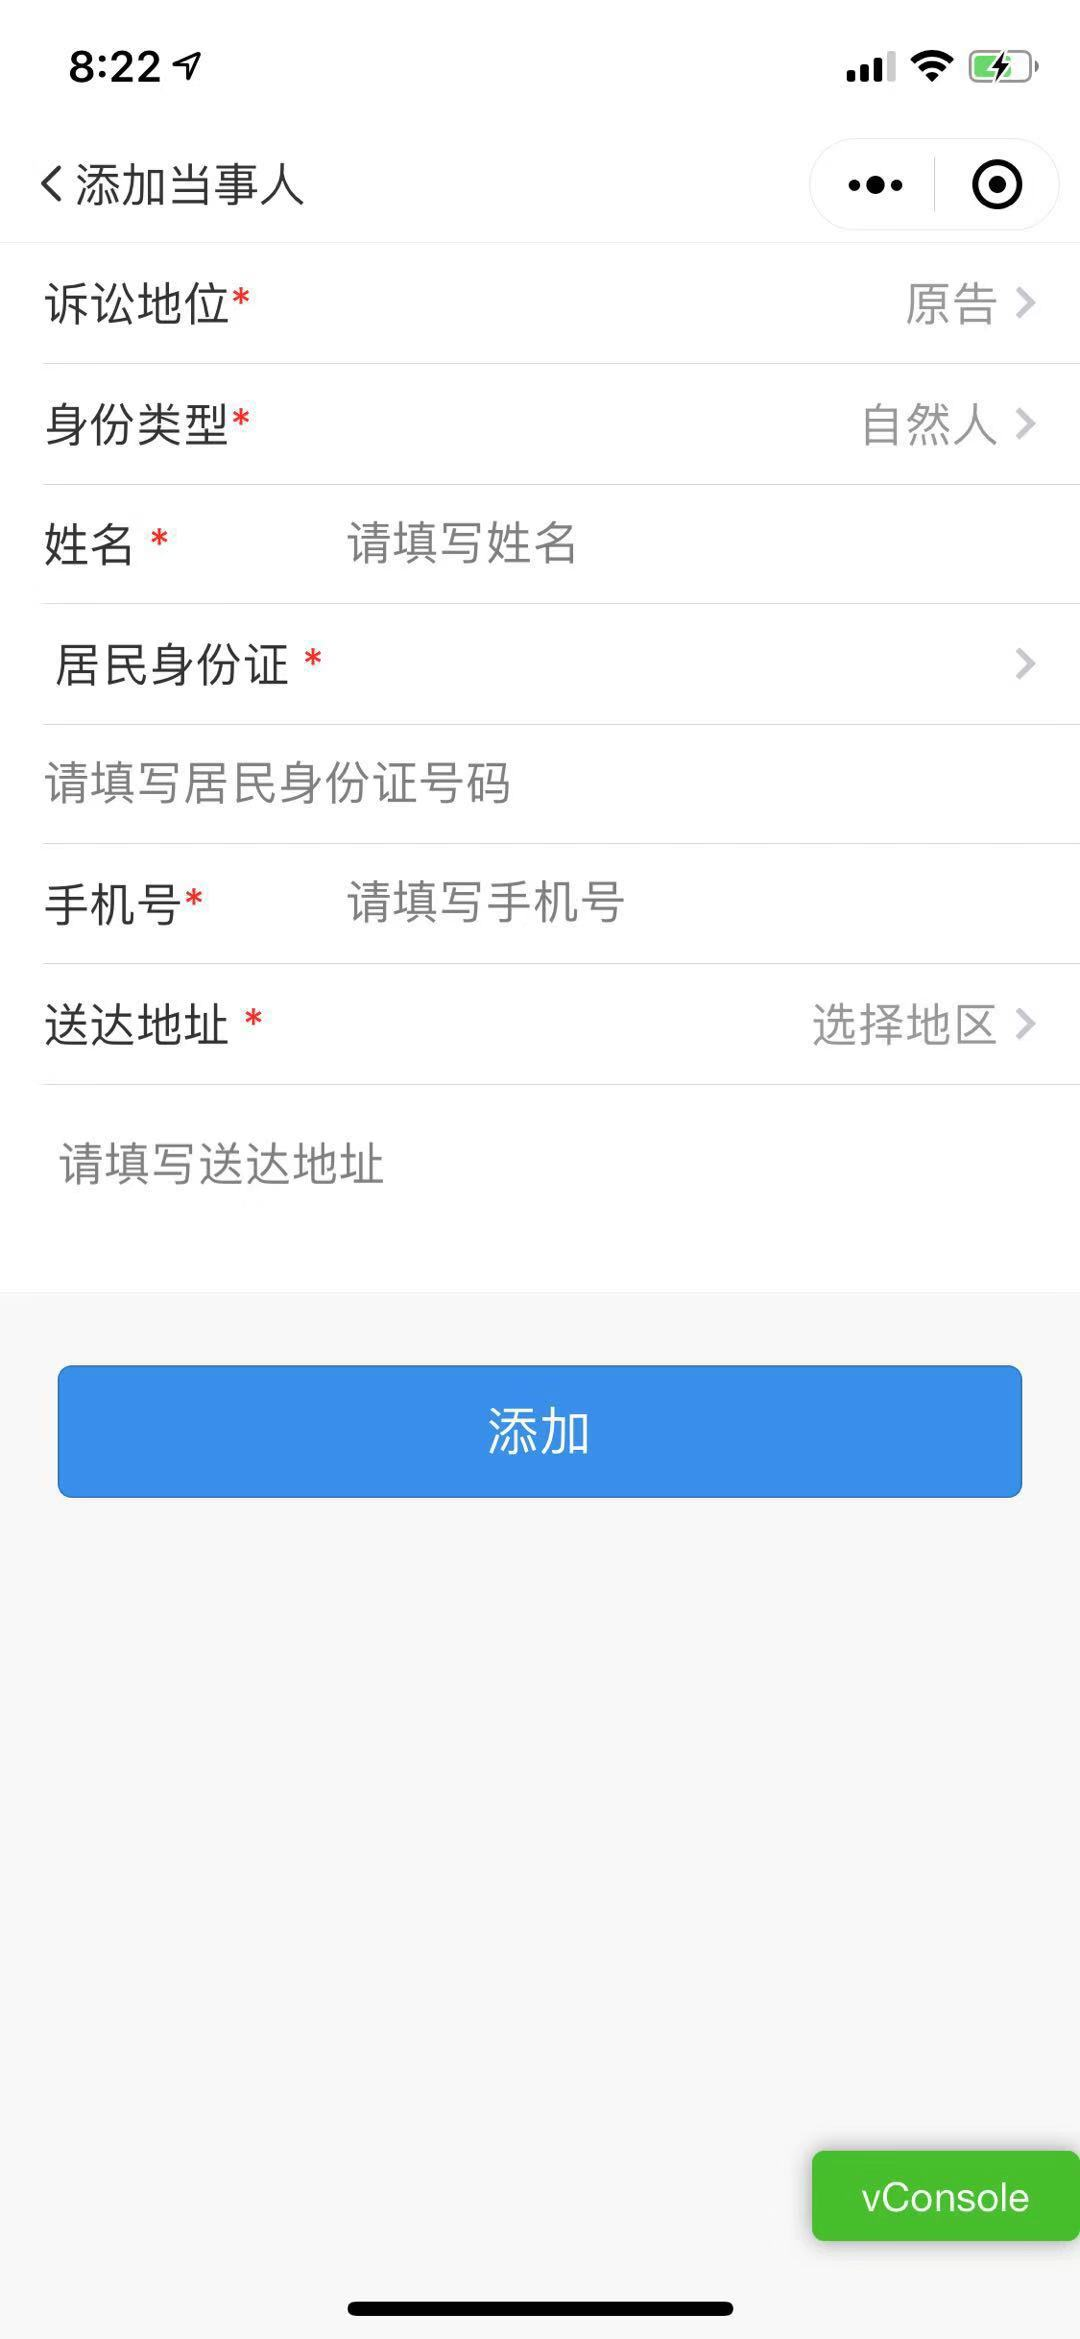 8:22
添加当事人
诉讼地位* 原告
身份类型* 自然人
姓名 * 请填写姓名
居民身份证 *
请填写居民身份证号码
手机号* 请填写手机号
送达地址 * 选择地区
请填写送达地址
添加
vConsole